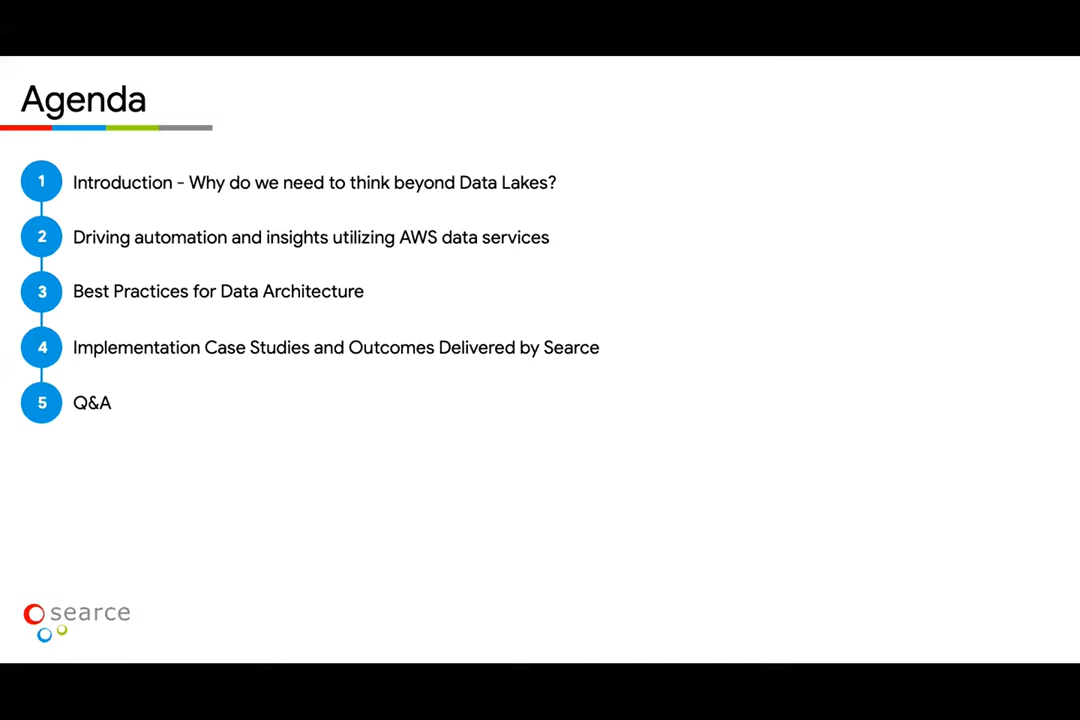 Agenda
1 Introduction - Why do we need to think beyond Data Lakes?
2 Driving automation and insights utilizing AWS data services
3 Best Practices for Data Architecture
4 Implementation Case Studies and Outcomes Delivered by Searce
5 Q&A
searce